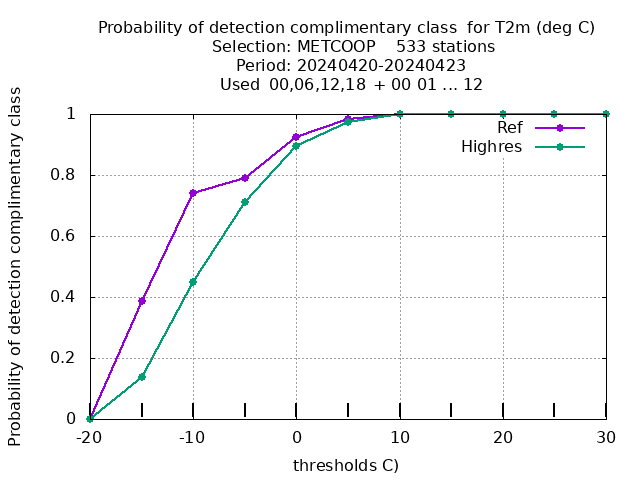 Probability of detection complimentary class  for T2m (deg C)
Selection: METCOOP    533 stations
Period: 20240420-20240423
Used  00,06,12,18  + 00 01 ... 12
Probability of detection complimentary class
1
0.8
0.6
0.4
0.2
0
Ref
Highres
-20 -10 0 10 20 30
thresholds C)